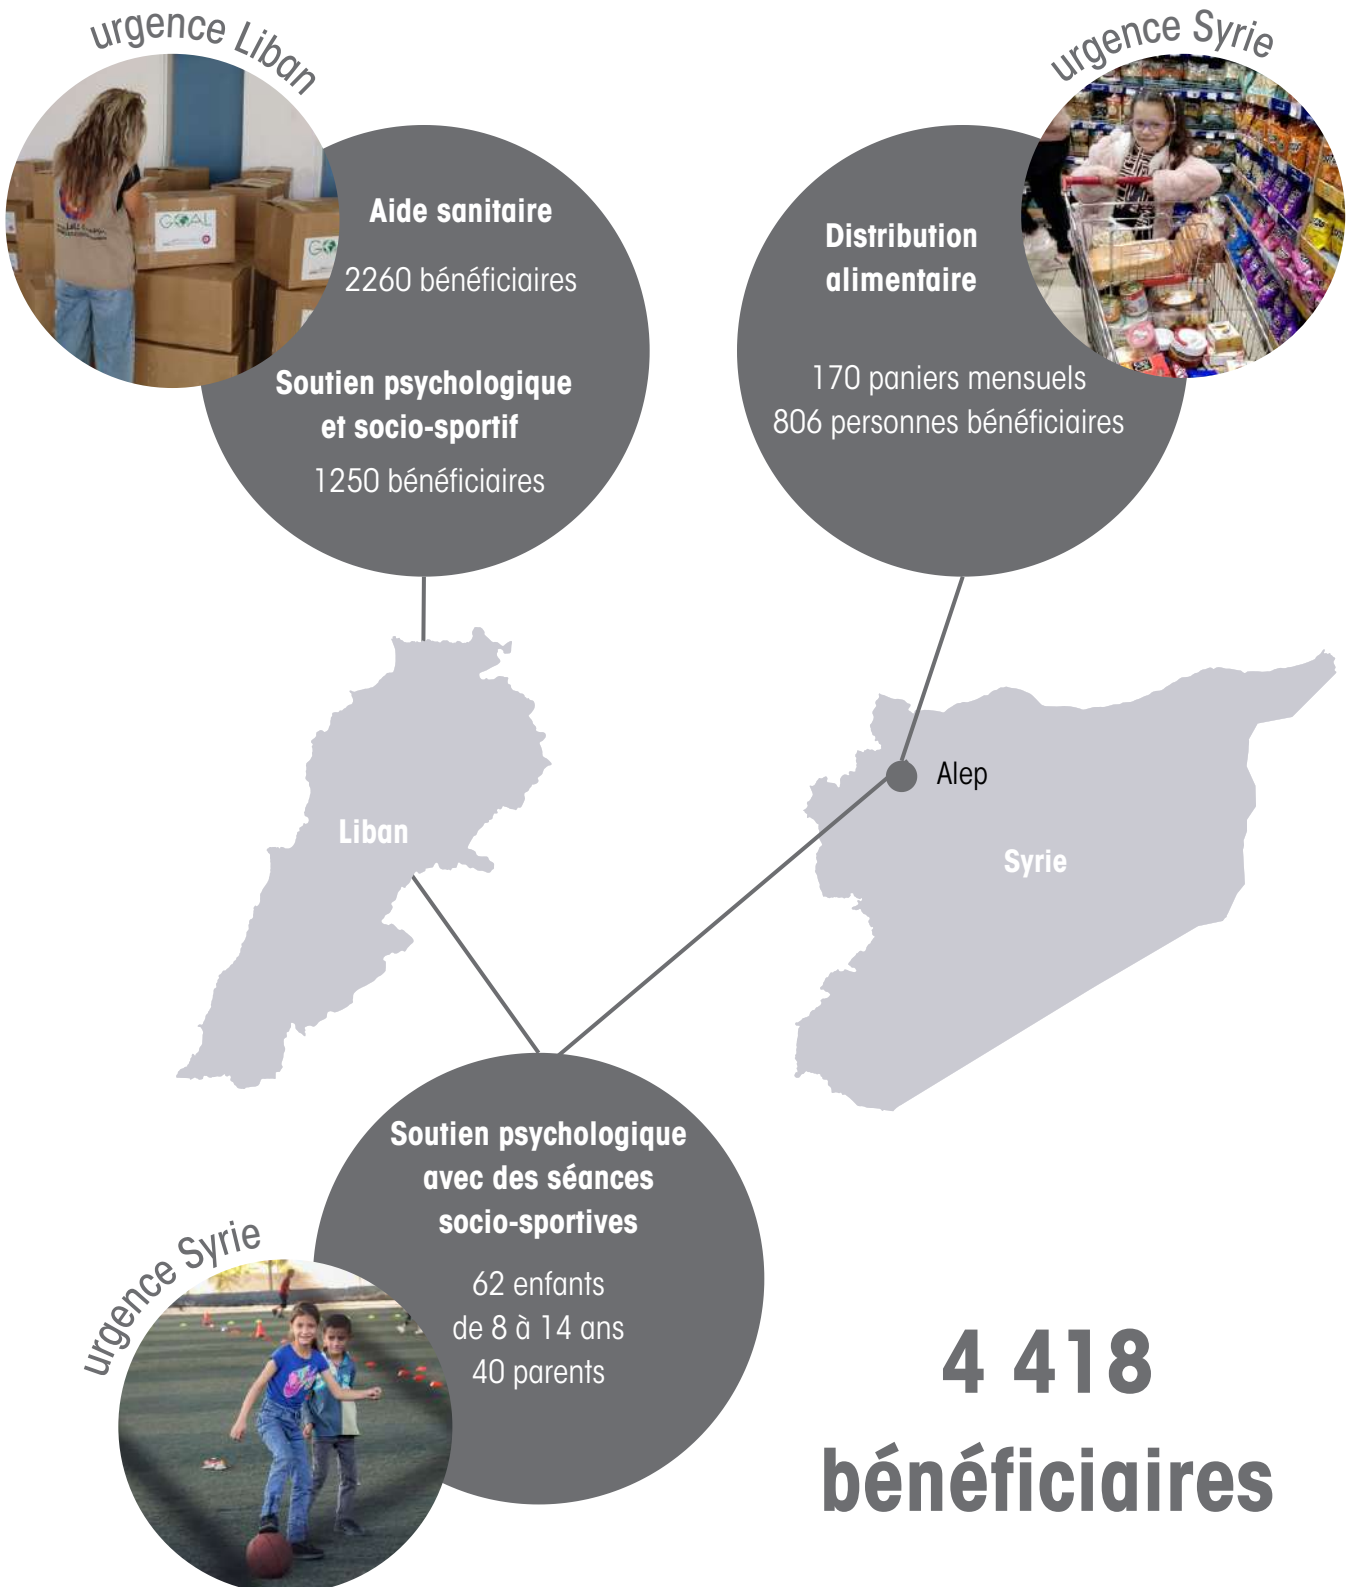 urgence Liban
GOAL
GO
Aide sanitaire
2260 bénéficiaires
Soutien psychologique
et socio-sportif
1250 bénéficiaires
urgence Syrie
Distribution
alimentaire
170 paniers mensuels
806 personnes bénéficiaires
Alep
Liban
Syrie
Soutien psychologique
avec des séances
socio-sportives
62 enfants
de 8 à 14 ans
40 parents
urgence Syrie
4 418
bénéficiaires